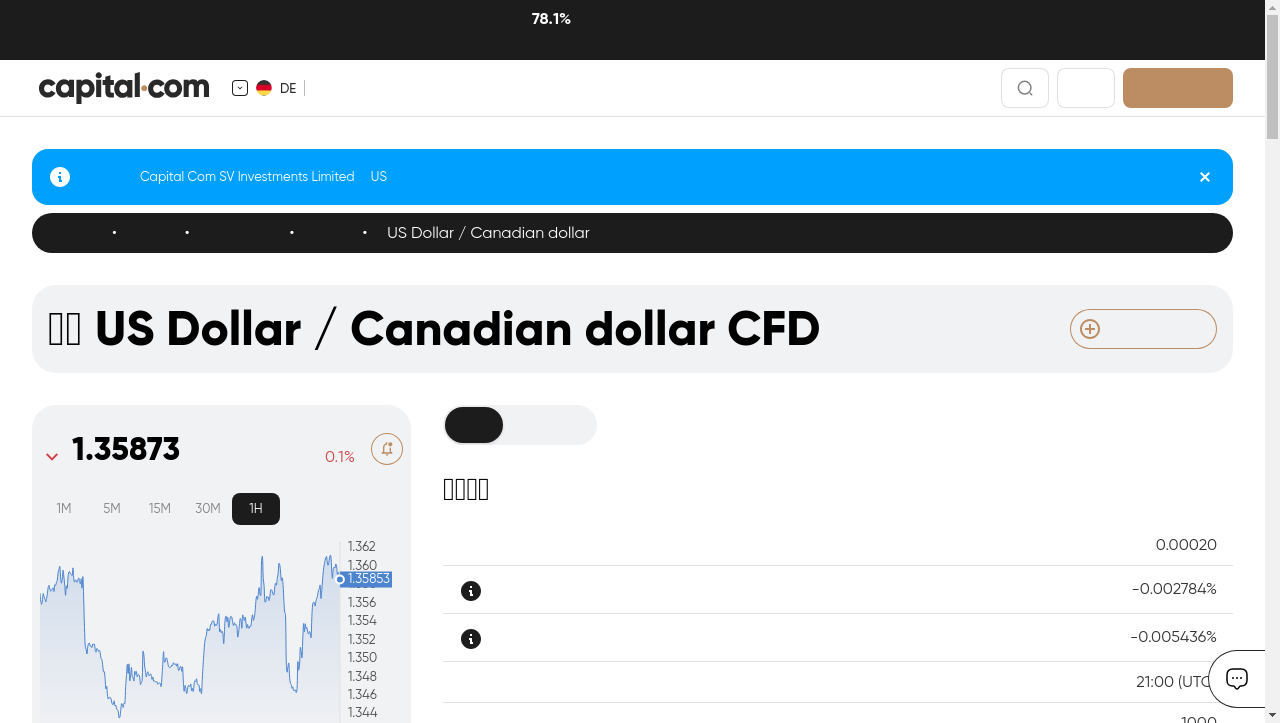 78.1%
capital.com
DE
Capital Com SV Investments Limited US
US Dollar / Canadian dollar
US Dollar / Canadian dollar CFD
1.35873
0.1%
1M 5M 15M 30M 1H
1.362
1.360
1.35853
1.356
1.354
1.352
1.350
1.348
1.346
1.344
0.00020
-0.002784%
-0.005436%
21:00 (UTC
1000